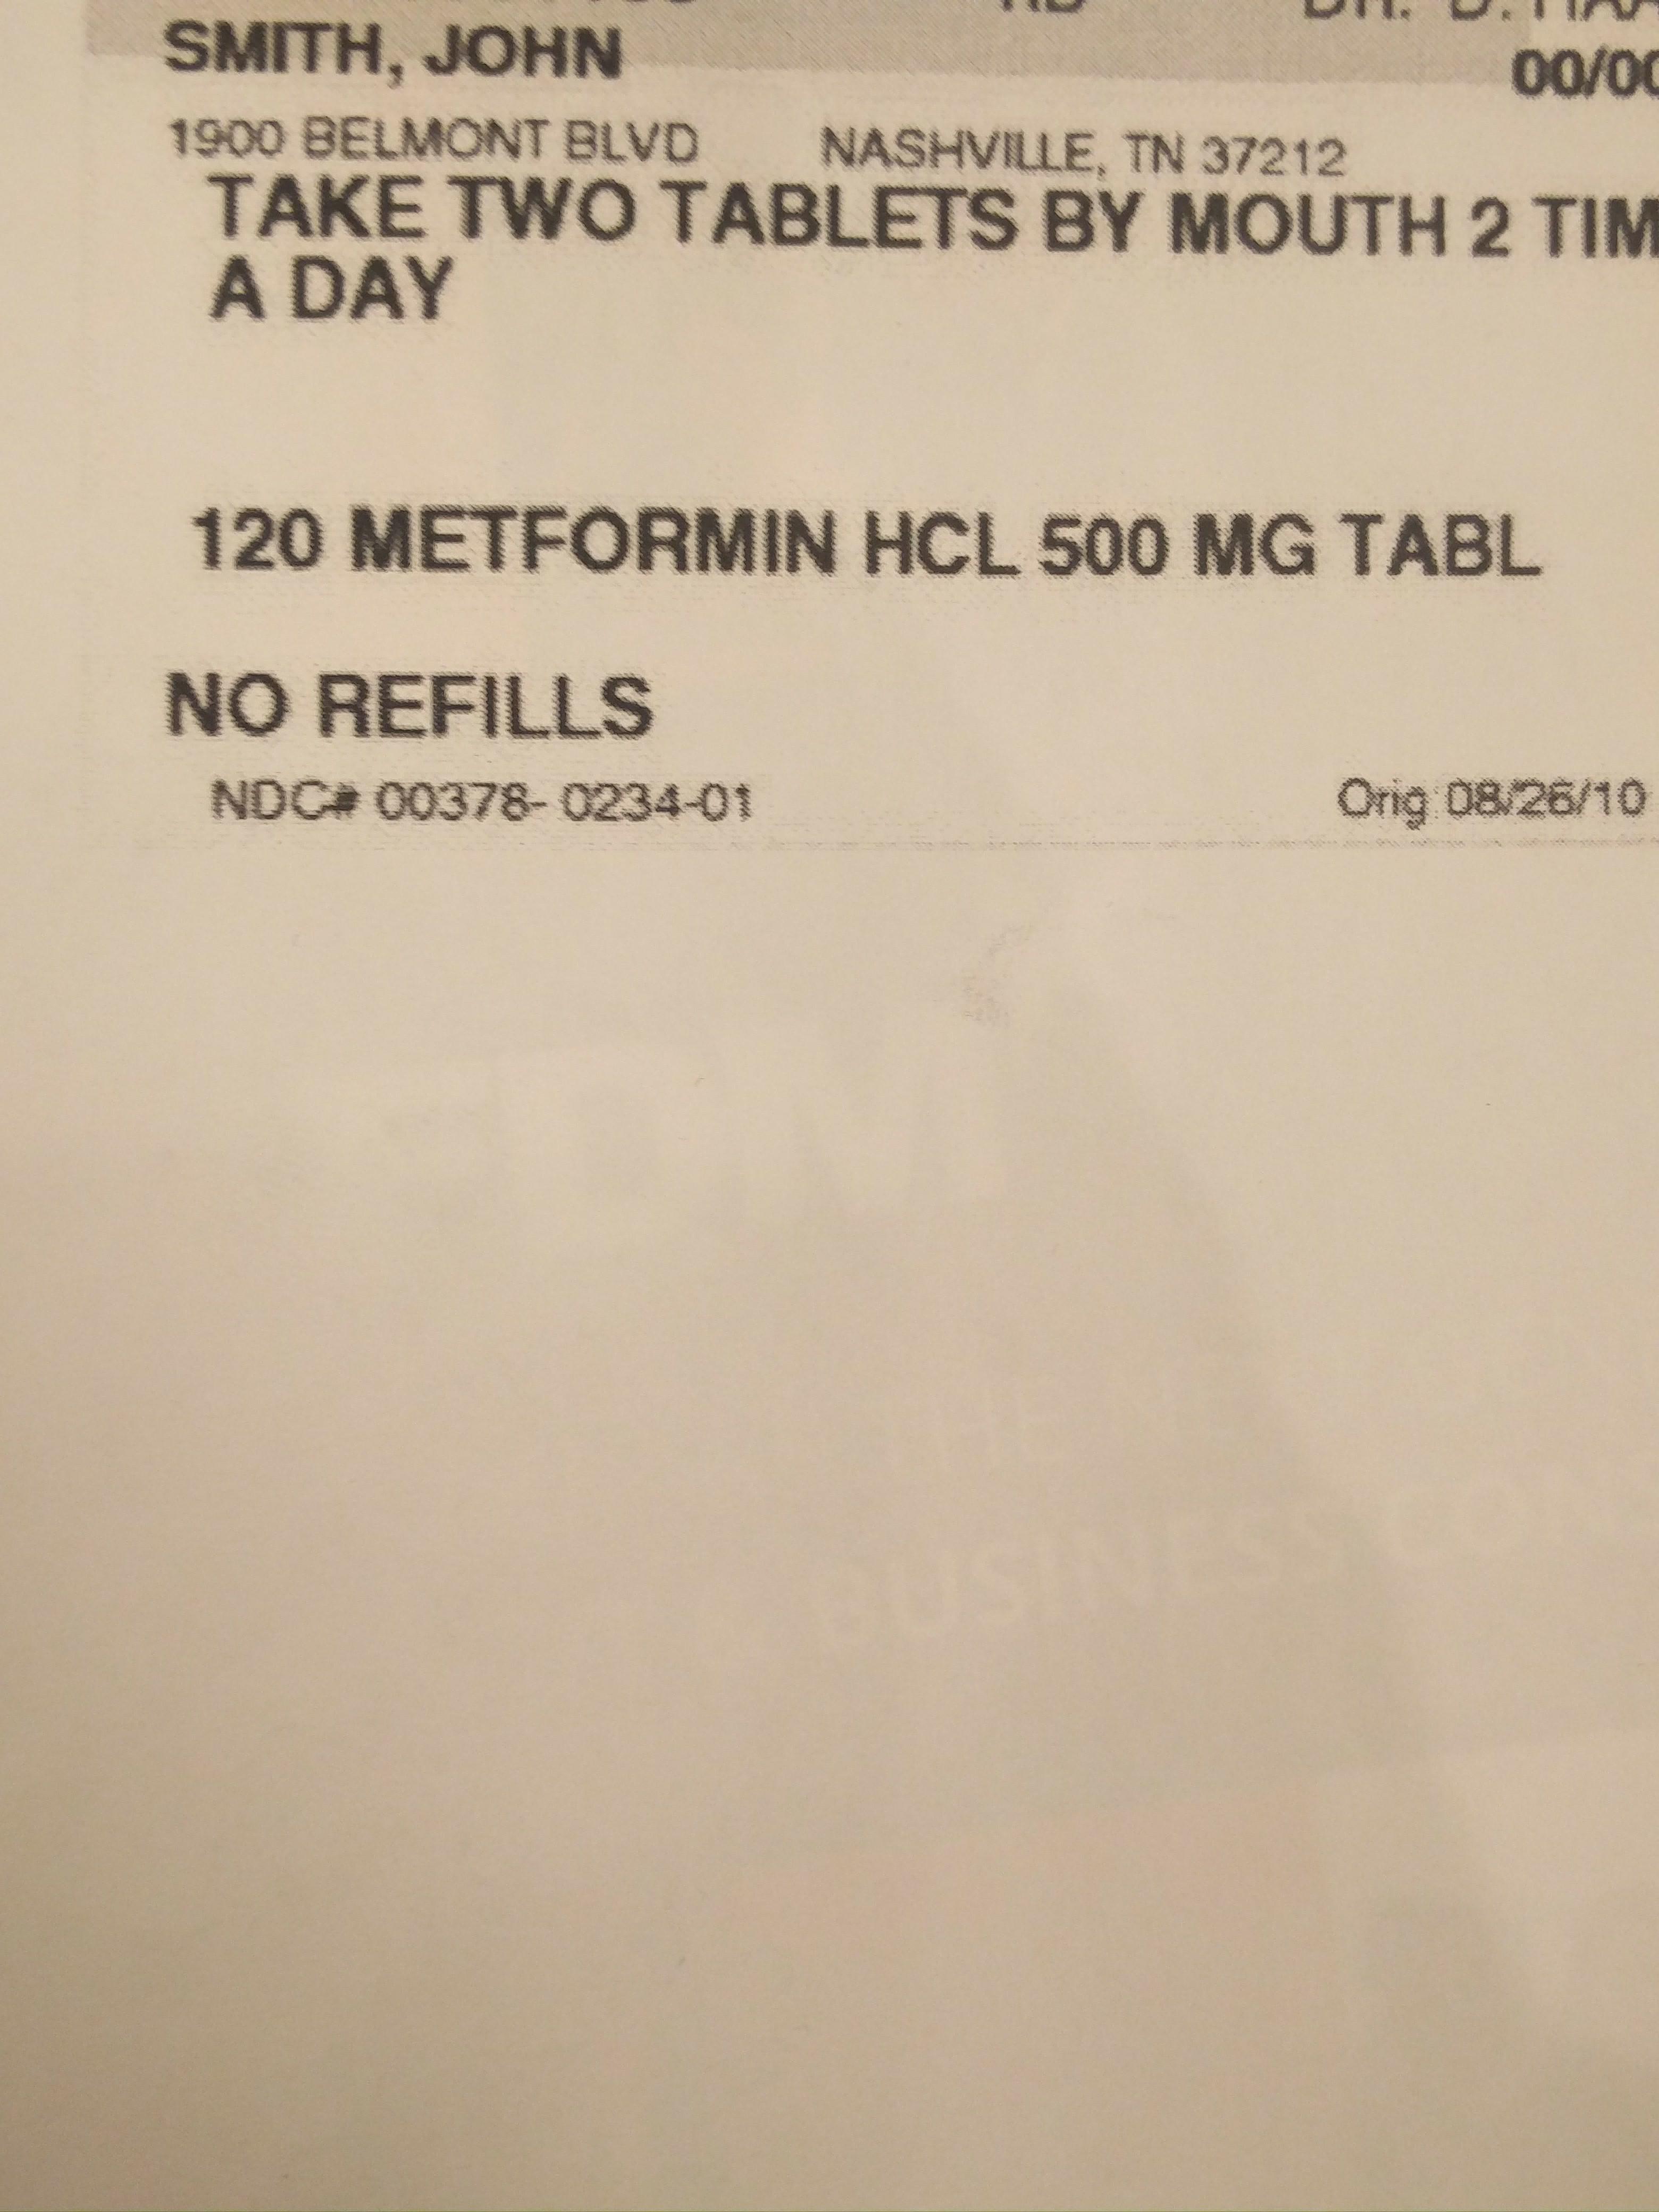 SMITH, JOHN
00/00
1900 BELMONT BLVD NASHVILLE, TN 37212
TAKE TWO TABLETS BY MOUTH 2 TIM
A DAY
120 METFORMIN HCL 500 MG TABL
NO REFILLS
NDC# 00378- 0234-01 Orig 08/26/10
BUSINESS